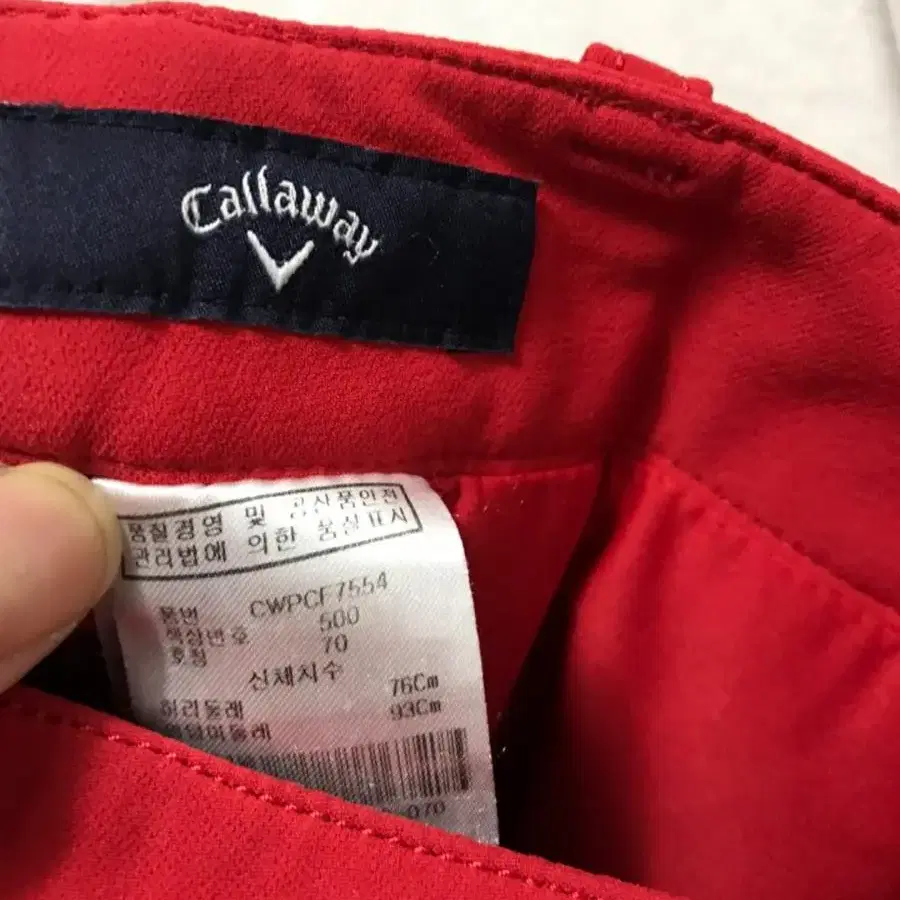 Callaway
품질경영 및 공산품안전
관리법에 의한 품질표시
품번 CWPCF7554
색상번호 500
호칭 70
신체치수
허리둘레 76Cm
엉덩이둘레 93Cm
-070